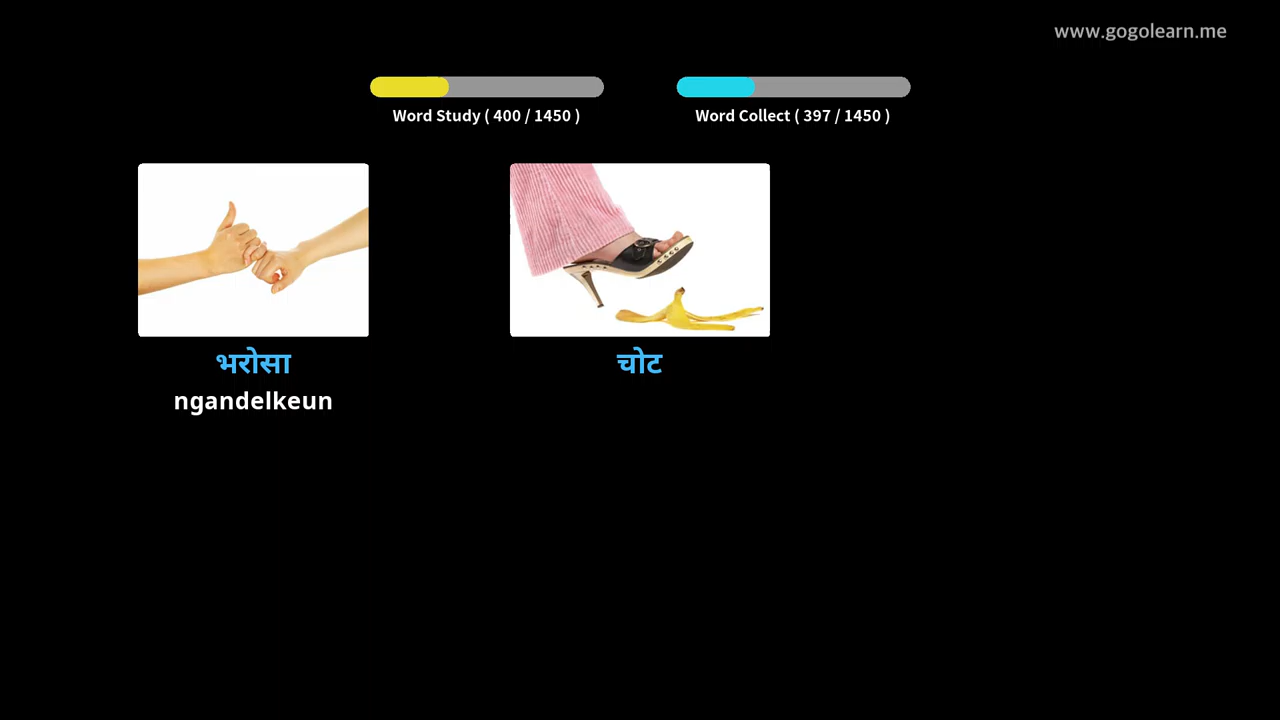 www.gogolearn.me
Word Study ( 400 / 1450 )
Word Collect ( 397 / 1450 )
भरोसा
ngandelkeun
चोट